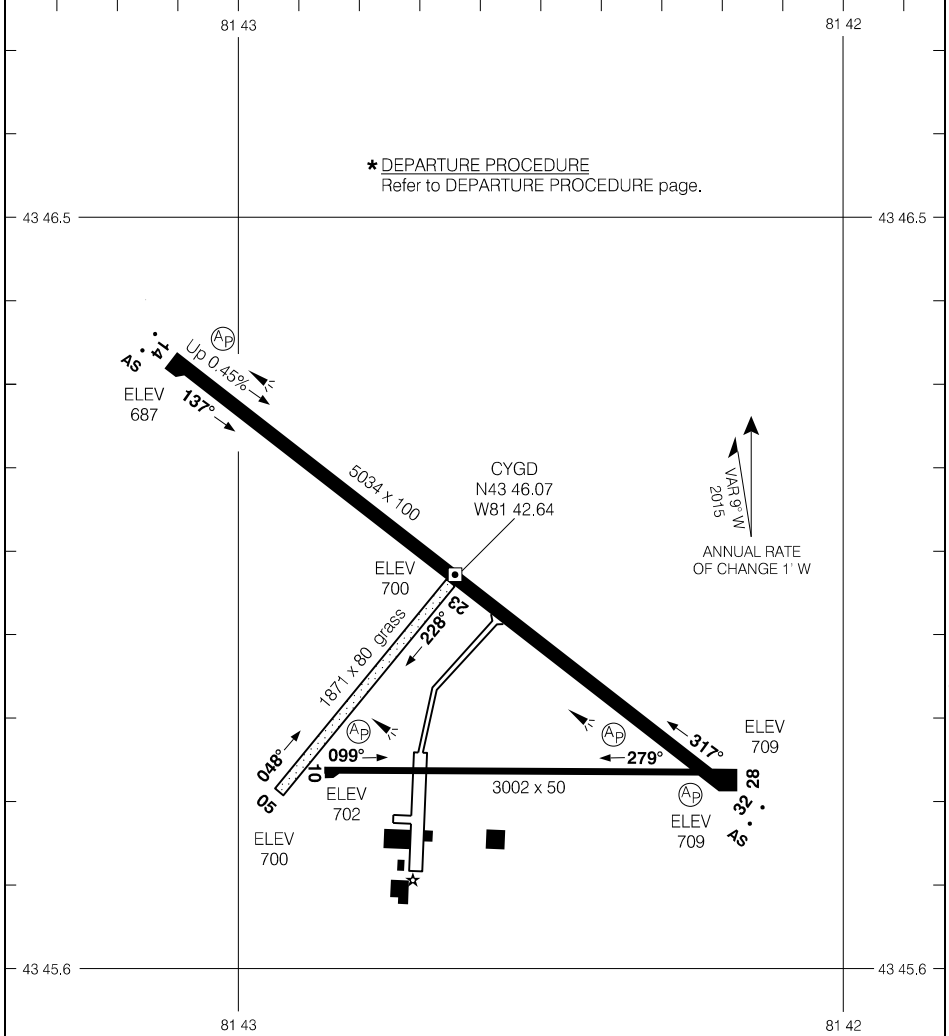 81 43
81 42
* DEPARTURE PROCEDURE
Refer to DEPARTURE PROCEDURE page.
43 46.5
43 46.5
14
AS
AP
Up 0.45%
ELEV
687
137°
5034 x 100
CYGD
N43 46.07
W81 42.64
VAR 9° W
2015
ANNUAL RATE
OF CHANGE 1' W
ELEV
700
23
228°
1871 x 80 grass
048°
05
ELEV
700
AP
099°
10
ELEV
702
3002 x 50
AP
279°
317°
ELEV
709
28
AP
32
AS
ELEV
709
43 45.6
43 45.6
81 43
81 42